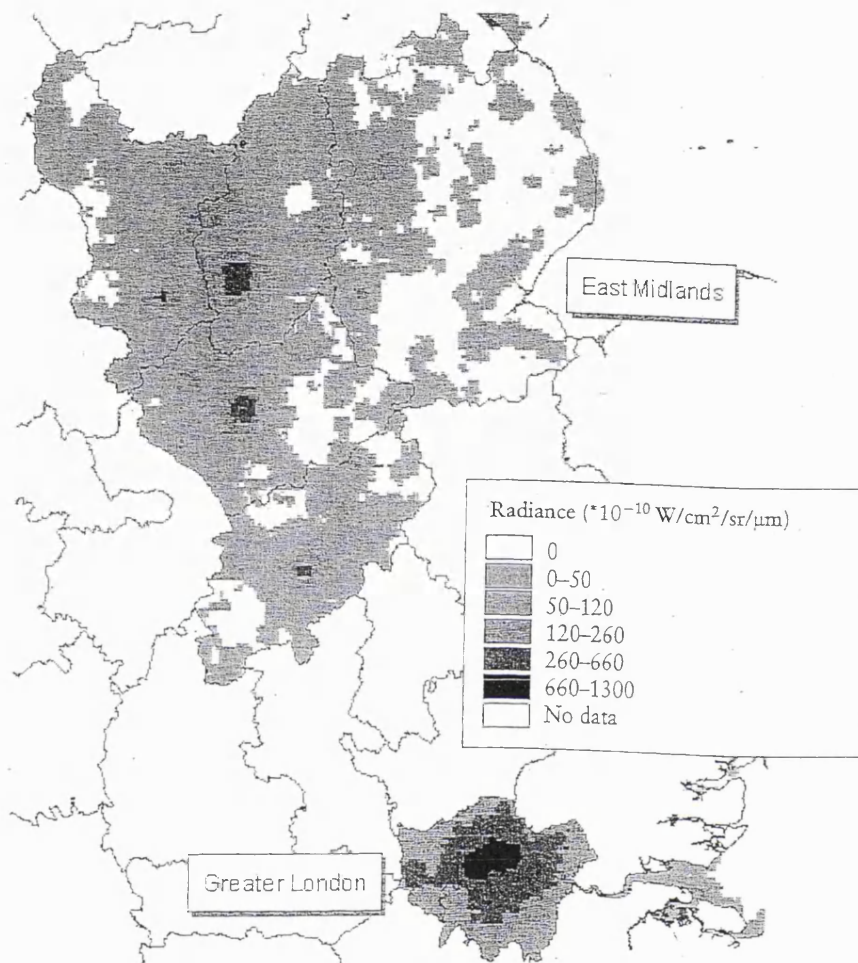 East Midlands
Radiance (*10⁻¹⁰ W/cm²/sr/μm)
0
0–50
50–120
120–260
260–660
660–1300
No data
Greater London